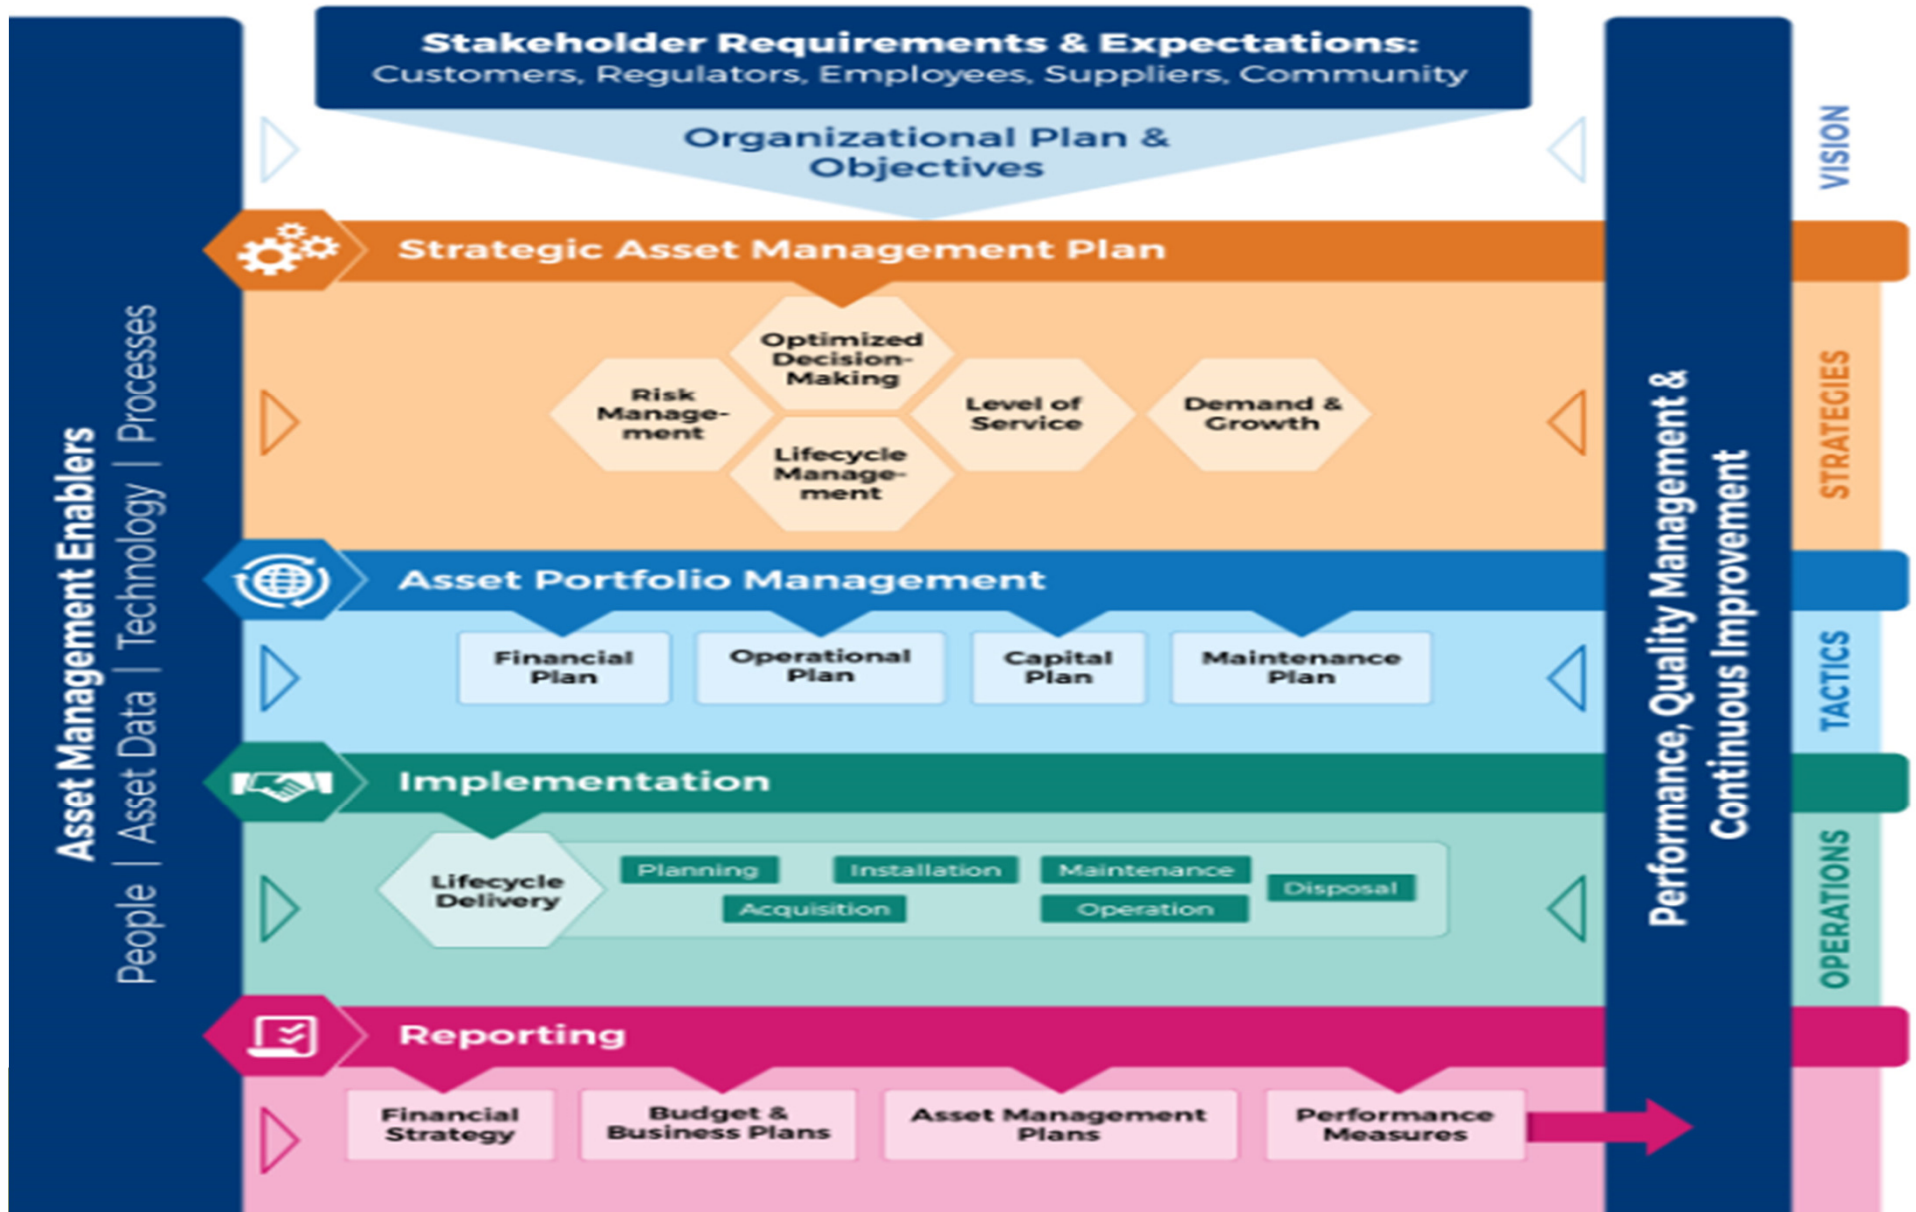 Stakeholder Requirements & Expectations:
Customers, Regulators, Employees, Suppliers, Community
Organizational Plan &
Objectives
VISION
Asset Management Enablers
People | Asset Data | Technology | Processes
Performance, Quality Management &
Continuous Improvement
Strategic Asset Management Plan
Optimized
Decision-
Making
Risk
Manage-
ment
Lifecycle
Manage-
ment
Level of
Service
Demand &
Growth
STRATEGIES
Asset Portfolio Management
Financial
Plan
Operational
Plan
Capital
Plan
Maintenance
Plan
TACTICS
Implementation
Lifecycle
Delivery
Planning
Acquisition
Installation
Maintenance
Operation
Disposal
OPERATIONS
Reporting
Financial
Strategy
Budget &
Business Plans
Asset Management
Plans
Performance
Measures